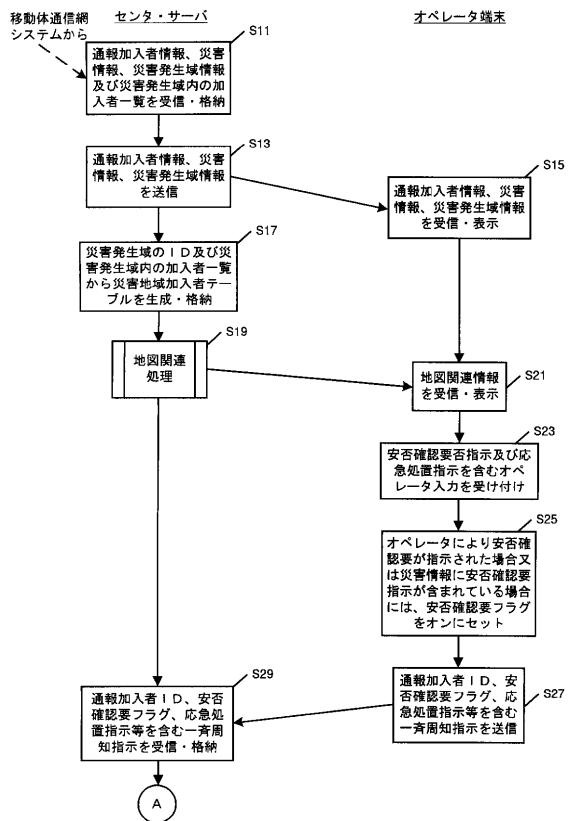 移動体通信網
システムから
センタ・サーバ
オペレータ端末
S11
通報加入者情報、災害
情報、災害発生域情報
及び災害発生域内の加
入者一覧を受信・格納
S13
通報加入者情報、災害
情報、災害発生域情報
を送信
S15
通報加入者情報、災害
情報、災害発生域情報
を受信・表示
S17
災害発生域のID及び災
害発生域内の加入者一覧
から災害地域加入者テー
ブルを生成・格納
S19
地図関連
処理
S21
地図関連情報
を受信・表示
S23
安否確認要否指示及び応
急処置指示を含むオペ
レータ入力を受け付け
S25
オペレータにより安否確
認要が指示された場合又
は災害情報に安否確認要
指示が含まれている場合
には、安否確認要フラグ
をオンにセット
S27
通報加入者ID、安
否確認要フラグ、応
急処置指示等を含む
一斉周知指示を送信
S29
通報加入者ID、安否
確認要フラグ、応急処
置指示等を含む一斉周
知指示を受信・格納
A